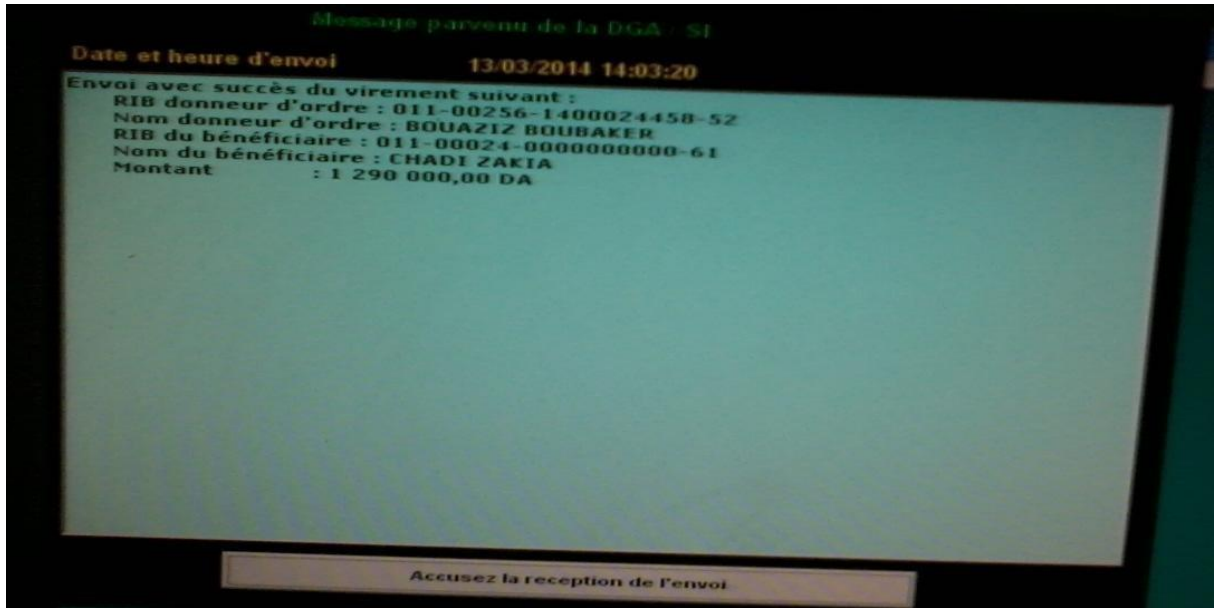 Message parvenu de la DGA / SI
Date et heure d'envoi 13/03/2014 14:03:20
Envoi avec succès du virement suivant :
RIB donneur d'ordre : 011-00256-1400024458-52
Nom donneur d'ordre : BOUAZIZ BOUBAKER
RIB du bénéficiaire : 011-00024-0000000000-61
Nom du bénéficiaire : CHADI ZAKIA
Montant : 1 290 000,00 DA
Accusez la reception de l'envoi